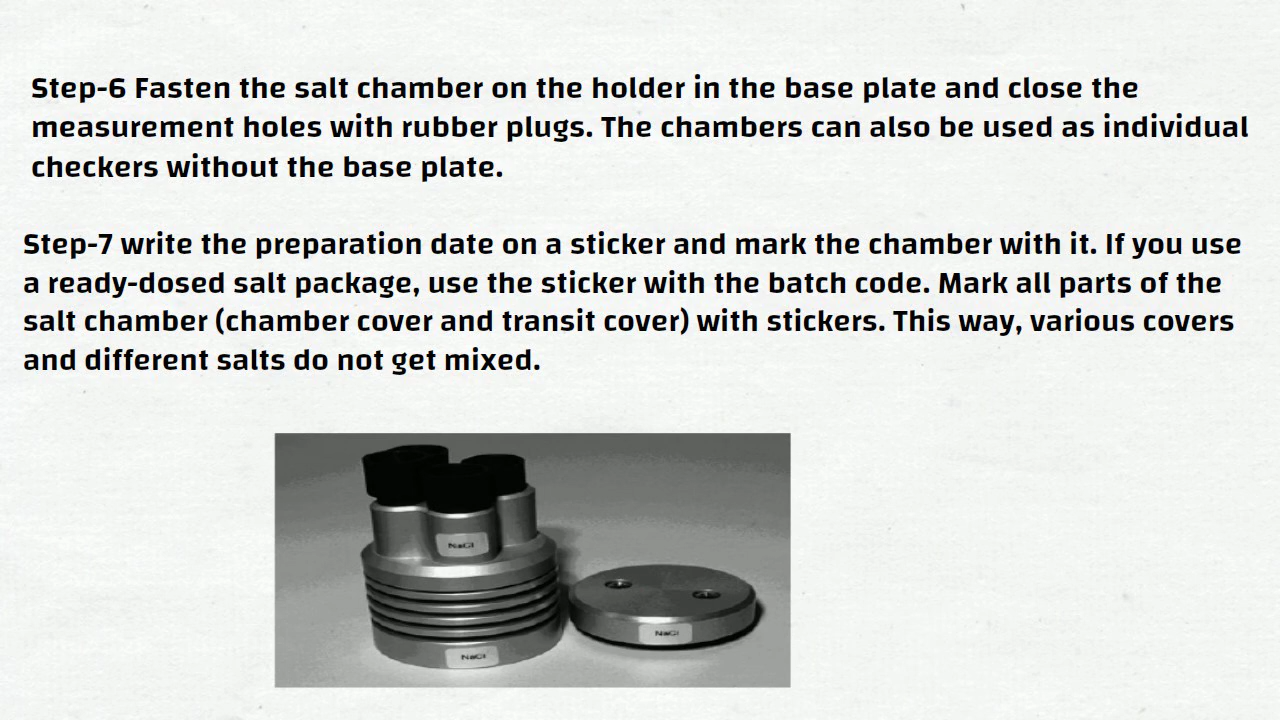 Step-6 Fasten the salt chamber on the holder in the base plate and close the
measurement holes with rubber plugs. The chambers can also be used as individual
checkers without the base plate.
Step-7 write the preparation date on a sticker and mark the chamber with it. If you use
a ready-dosed salt package, use the sticker with the batch code. Mark all parts of the
salt chamber (chamber cover and transit cover) with stickers. This way, various covers
and different salts do not get mixed.
NaCl
NaCl
NaCl